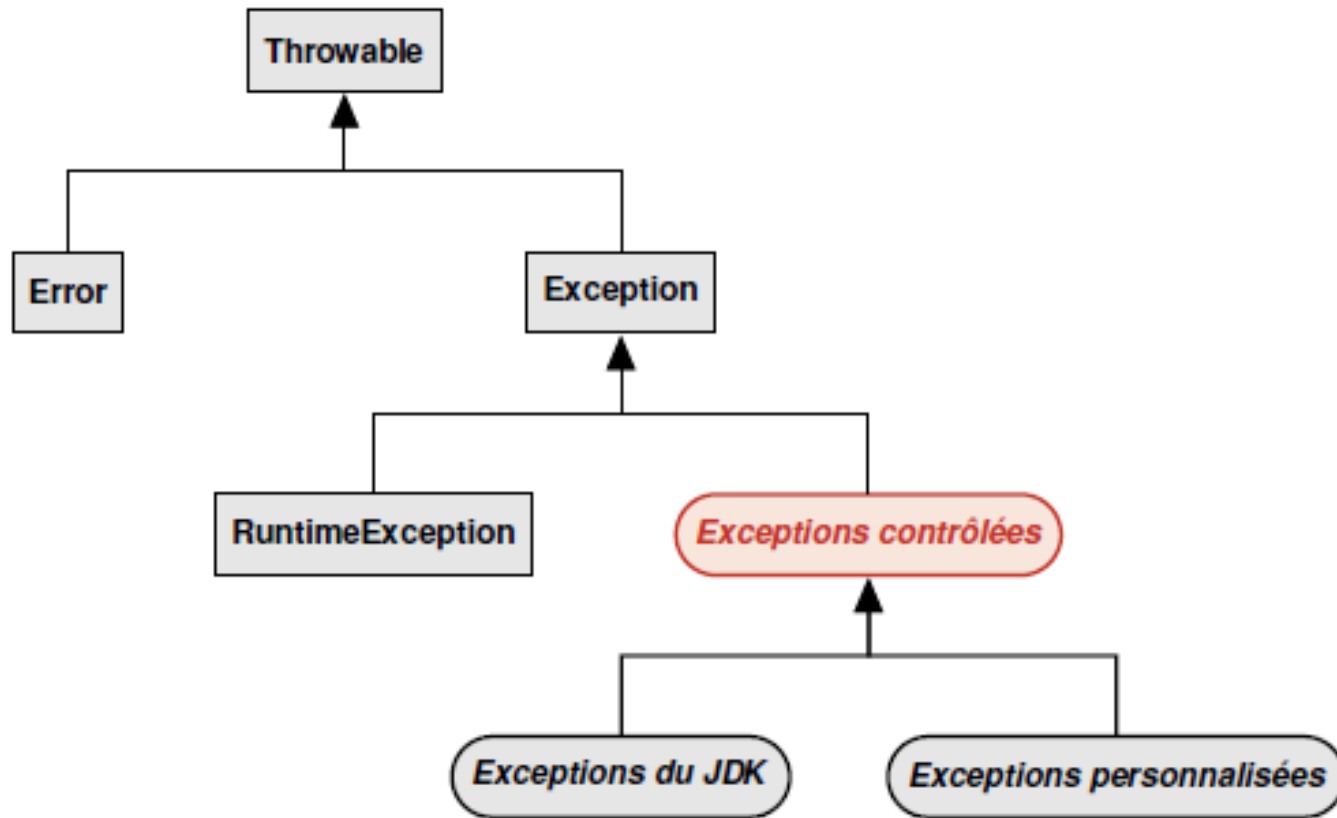 Throwable
Error
Exception
RuntimeException
Exceptions contrôlées
Exceptions du JDK
Exceptions personnalisées